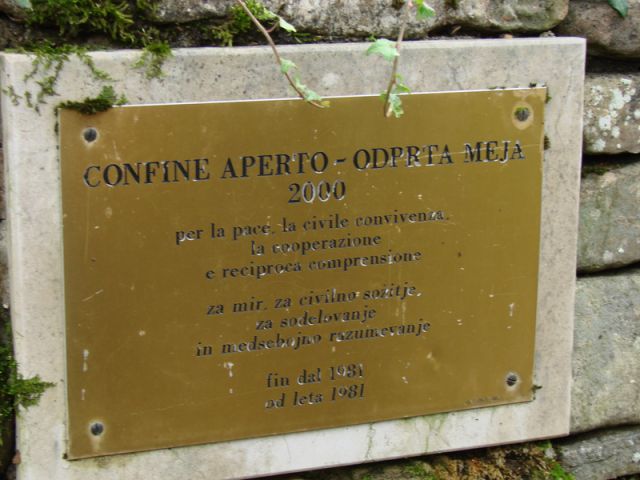 CONFINE APERTO - ODPRTA MEJA
2000
per la pace, la civile convivenza,
la cooperazione
e reciproca comprensione
za mir, za civilno sožitje,
za sodelovanje
in medsebojno razumevanje
fin dal 1981
od leta 1981